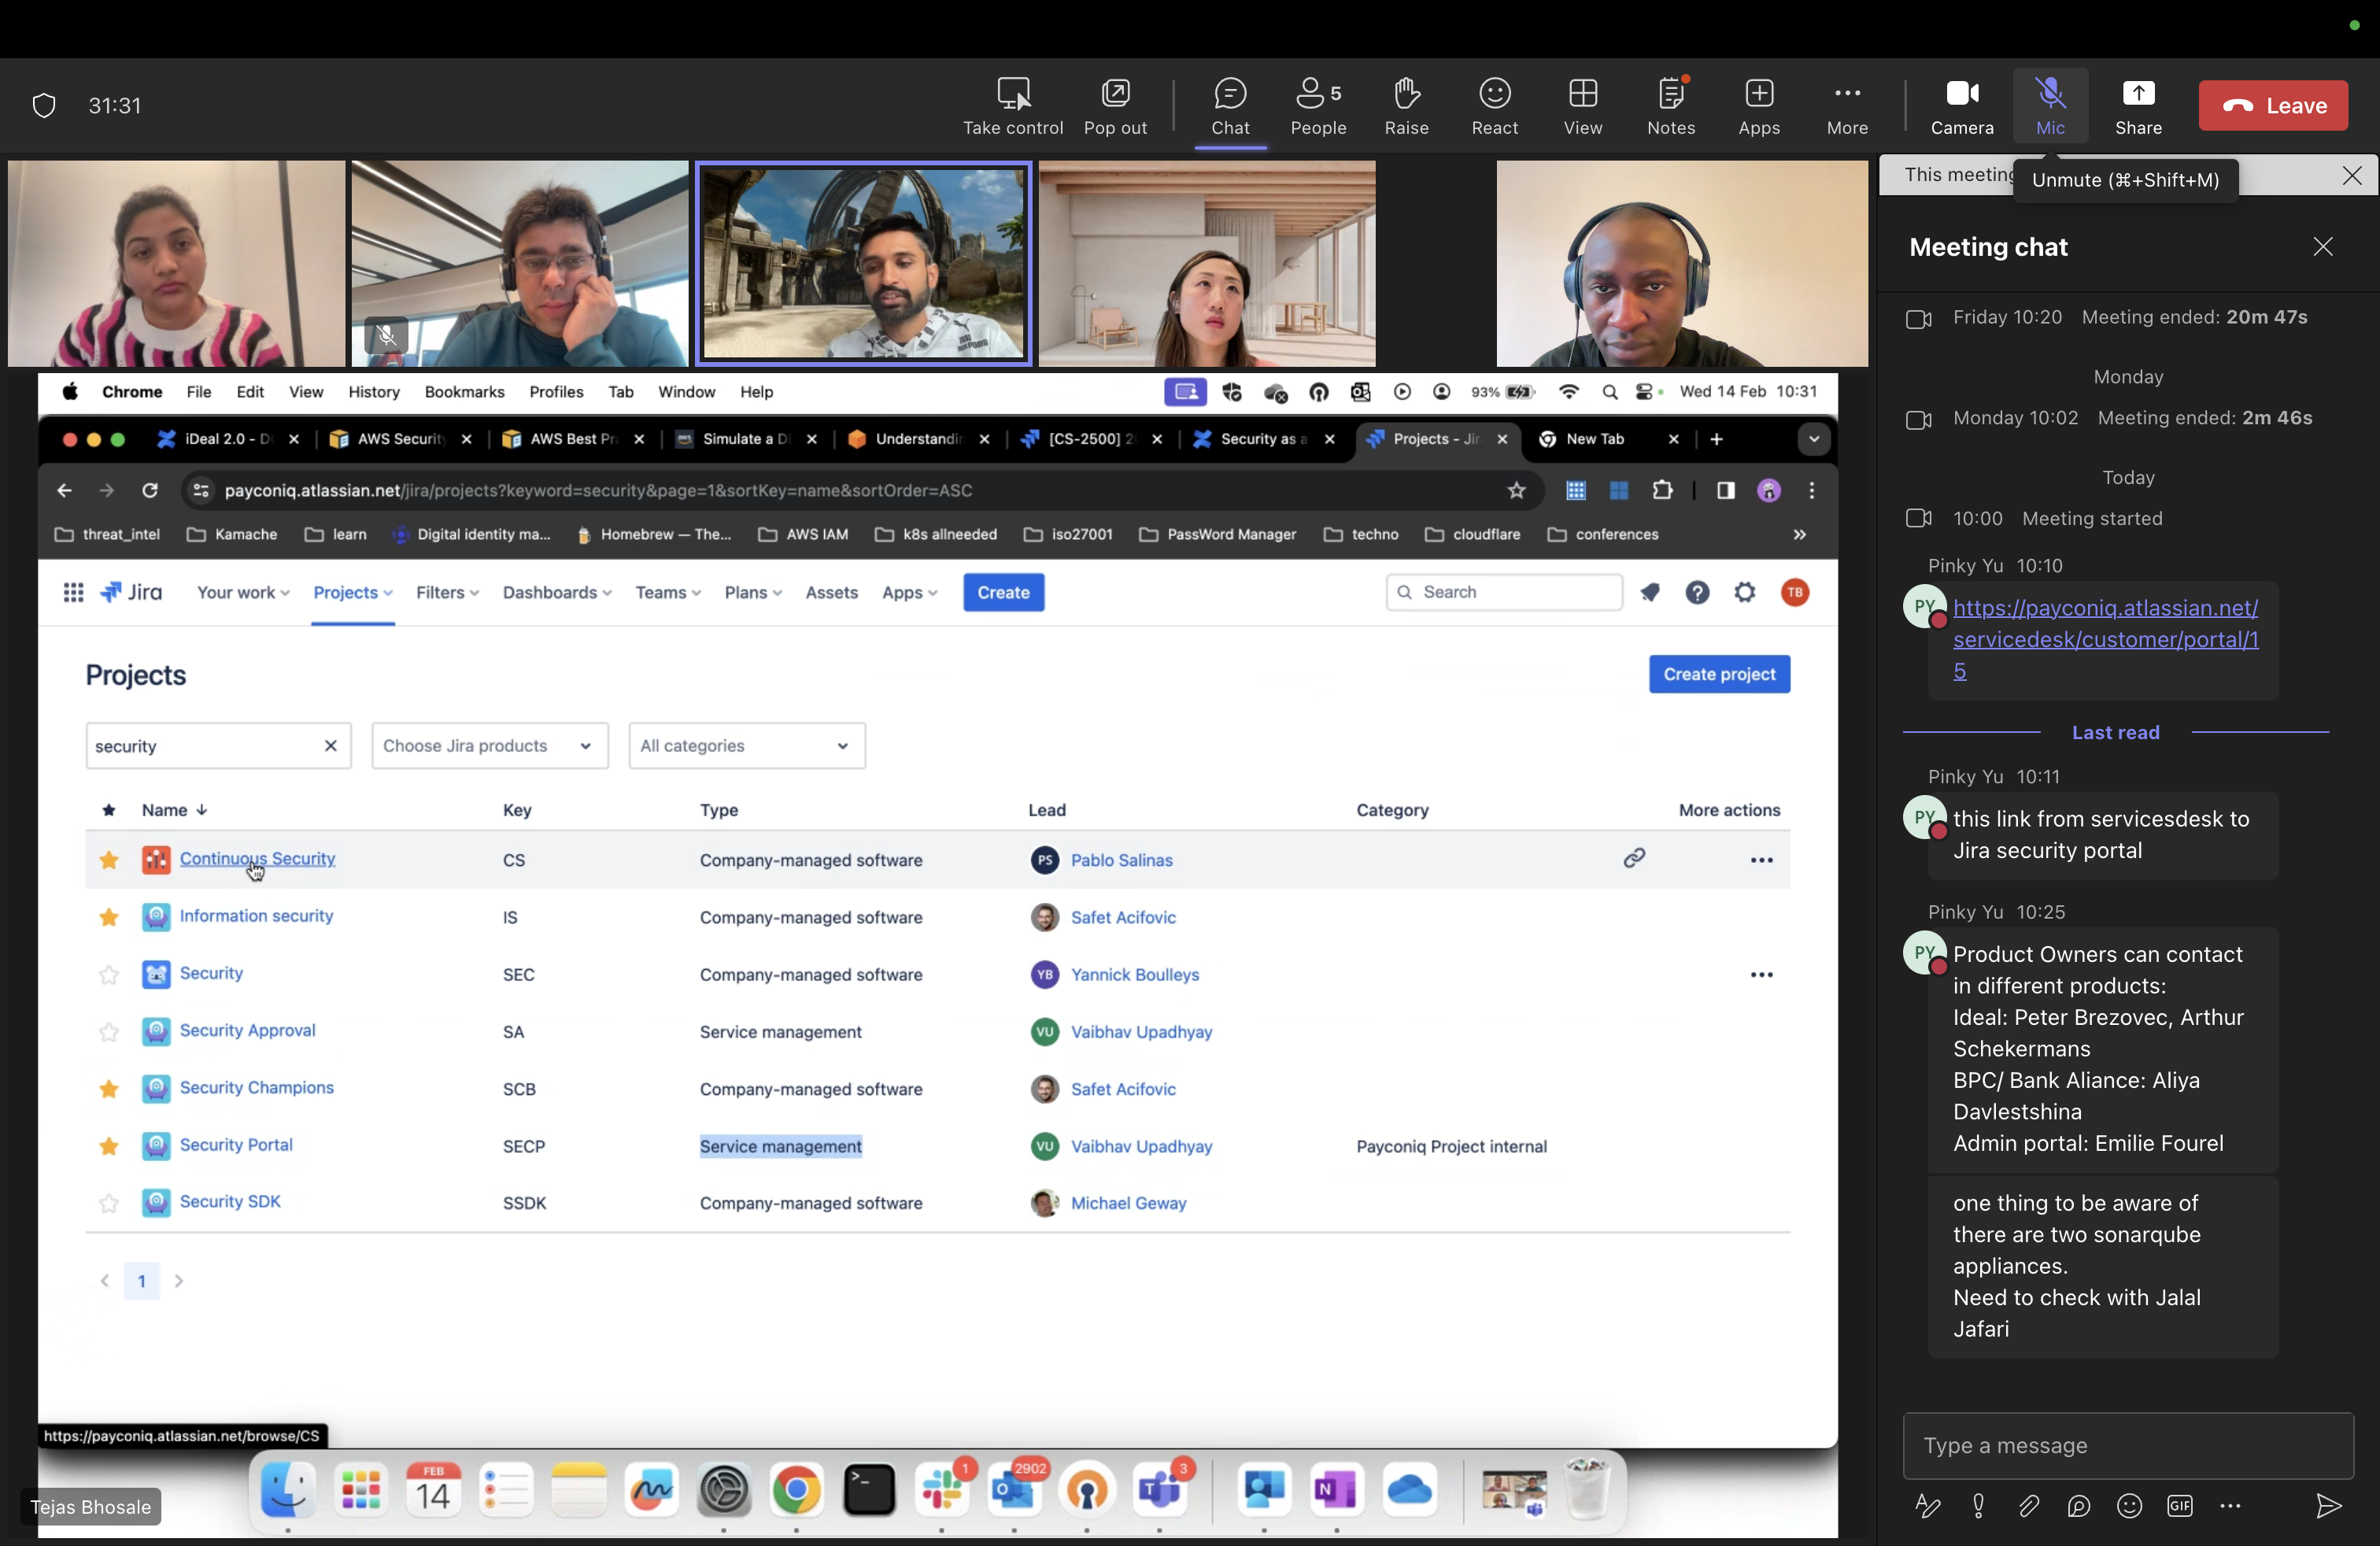 31:31
Take control
Pop out
Chat
People 5
Raise
React
View
Notes
Apps
More
Camera
Mic
Share
Leave
This meeting
Unmute (⌘+Shift+M)
Chrome File Edit View History Bookmarks Profiles Tab Window Help
93% Wed 14 Feb 10:31
iDeal 2.0 - D
AWS Security
AWS Best Pr
Simulate a D
Understandin
[CS-2500] 2
Security as a
Projects - Jir
New Tab
payconiq.atlassian.net/jira/projects?keyword=security&page=1&sortKey=name&sortOrder=ASC
threat_intel
Kamache
learn
Digital identity ma...
Homebrew — The...
AWS IAM
k8s allneeded
iso27001
PassWord Manager
techno
cloudflare
conferences
»
Jira
Your work
Projects
Filters
Dashboards
Teams
Plans
Assets
Apps
Create
Search
TB
Projects
Create project
security
Choose Jira products
All categories
Name Key Type Lead Category More actions
Continuous Security CS Company-managed software PS Pablo Salinas
Information security IS Company-managed software Safet Acifovic
Security SEC Company-managed software YB Yannick Boulleys
Security Approval SA Service management VU Vaibhav Upadhyay
Security Champions SCB Company-managed software Safet Acifovic
Security Portal SECP Service management VU Vaibhav Upadhyay Payconiq Project internal
Security SDK SSDK Company-managed software Michael Geway
1
https://payconiq.atlassian.net/browse/CS
FEB
14
1
2902
3
Tejas Bhosale
Meeting chat
Friday 10:20 Meeting ended: 20m 47s
Monday
Monday 10:02 Meeting ended: 2m 46s
Today
10:00 Meeting started
Pinky Yu 10:10
PY
https://payconiq.atlassian.net/
servicedesk/customer/portal/1
5
Last read
Pinky Yu 10:11
PY
this link from servicesdesk to
Jira security portal
Pinky Yu 10:25
PY
Product Owners can contact
in different products:
Ideal: Peter Brezovec, Arthur
Schekermans
BPC/ Bank Aliance: Aliya
Davlestshina
Admin portal: Emilie Fourel
one thing to be aware of
there are two sonarqube
appliances.
Need to check with Jalal
Jafari
Type a message
GIF